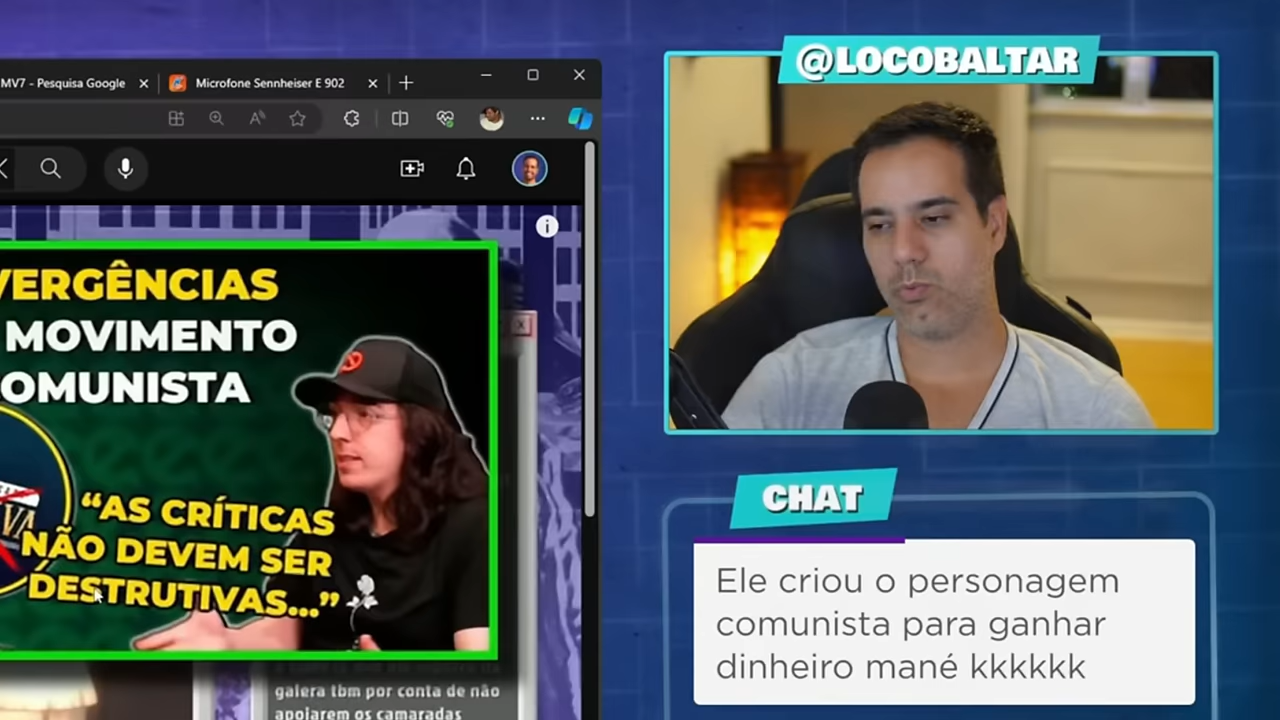 MV7 - Pesquisa Google
Microfone Sennheiser E 902
@LOCOBALTAR
VERGÊNCIAS
MOVIMENTO
OMUNISTA
VA
“AS CRÍTICAS
NÃO DEVEM SER
DESTRUTIVAS...”
galera tbm por conta de não
apoiarem os camaradas
CHAT
Ele criou o personagem
comunista para ganhar
dinheiro mané kkkkkk